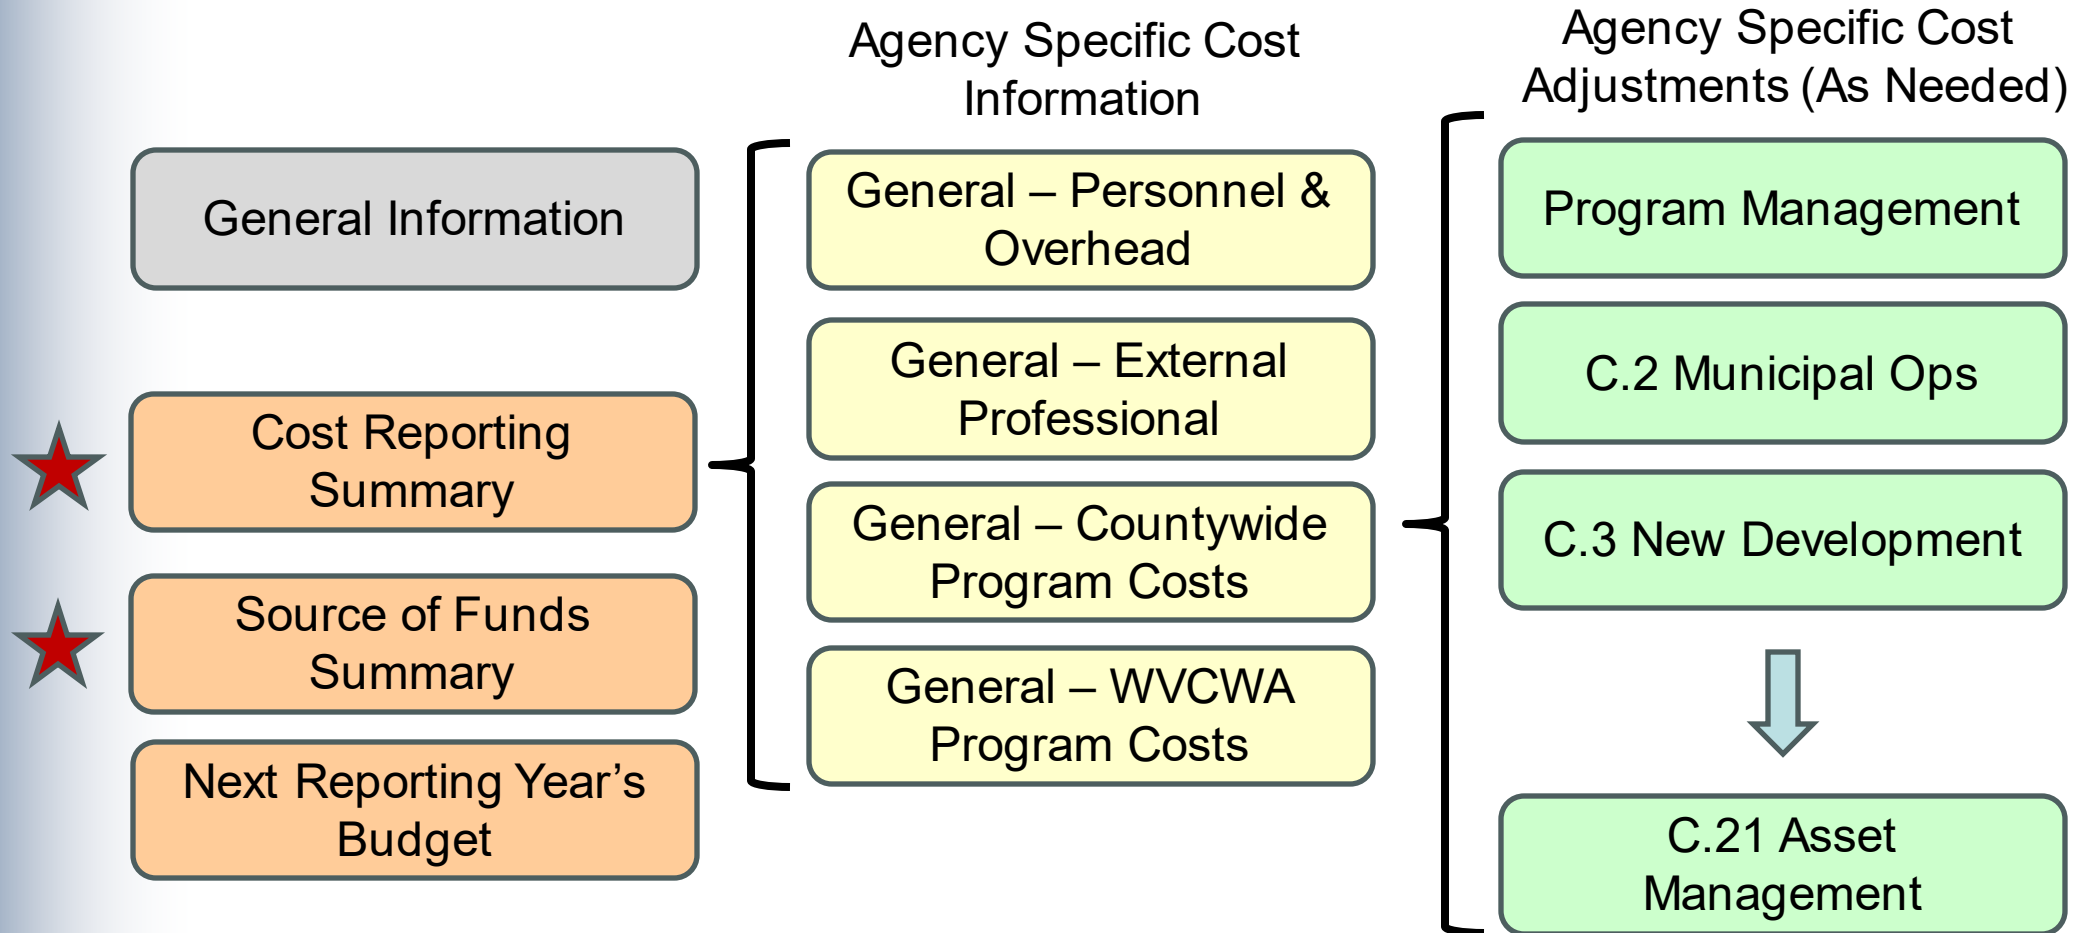 General Information
Cost Reporting
Summary
Source of Funds
Summary
Next Reporting Year’s
Budget
Agency Specific Cost
Information
General – Personnel &
Overhead
General – External
Professional
General – Countywide
Program Costs
General – WVCWA
Program Costs
Agency Specific Cost
Adjustments (As Needed)
Program Management
C.2 Municipal Ops
C.3 New Development
C.21 Asset
Management